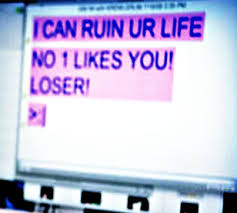 I CAN RUIN UR LIFE
NO 1 LIKES YOU!
LOSER!
>: